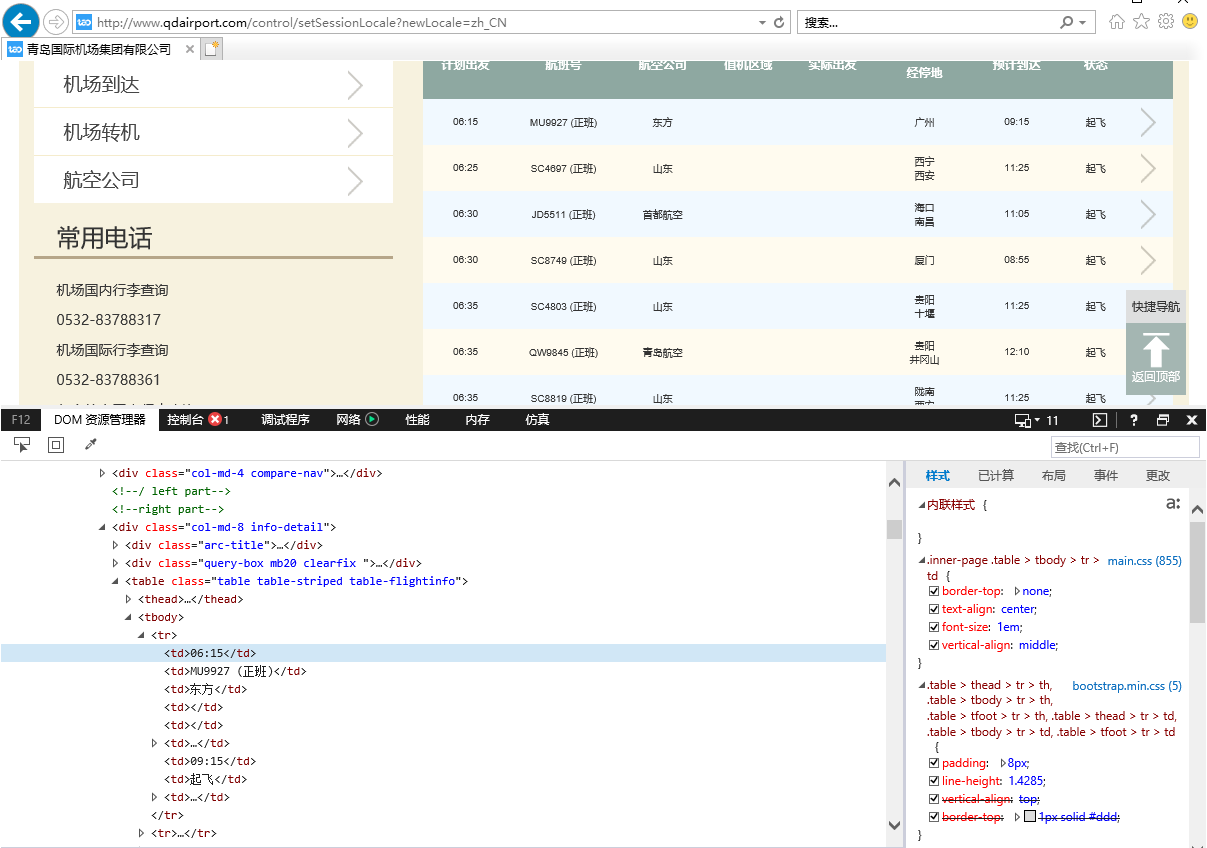 http://www.qdairport.com/control/setSessionLocale?newLocale=zh_CN
搜索...
青岛国际机场集团有限公司
机场到达
机场转机
航空公司
常用电话
机场国内行李查询
0532-83788317
机场国际行李查询
0532-83788361
计划出发 航班号 航空公司 值机区域 实际出发 经停地 预计到达 状态
06:15 MU9927 (正班) 东方 广州 09:15 起飞
06:25 SC4697 (正班) 山东 西宁 西安 11:25 起飞
06:30 JD5511 (正班) 首都航空 海口 南昌 11:05 起飞
06:30 SC8749 (正班) 山东 厦门 08:55 起飞
06:35 SC4803 (正班) 山东 贵阳 十堰 11:25 起飞
06:35 QW9845 (正班) 青岛航空 贵阳 井冈山 12:10 起飞
06:35 SC8819 (正班) 山东 陇南 11:25 起飞
快捷导航
返回顶部
F12 DOM 资源管理器 控制台 1 调试程序 网络 性能 内存 仿真 11 ?
查找(Ctrl+F)
<div class="col-md-4 compare-nav">…</div>
<!--/ left part-->
<!--right part-->
<div class="col-md-8 info-detail">
<div class="arc-title">…</div>
<div class="query-box mb20 clearfix ">…</div>
<table class="table table-striped table-flightinfo">
<thead>…</thead>
<tbody>
<tr>
<td>06:15</td>
<td>MU9927 (正班)</td>
<td>东方</td>
<td></td>
<td></td>
<td>…</td>
<td>09:15</td>
<td>起飞</td>
<td>…</td>
</tr>
<tr>…</tr>
样式 已计算 布局 事件 更改
内联样式 { a:
}
.inner-page .table > tbody > tr > main.css (855)
td {
border-top: none;
text-align: center;
font-size: 1em;
vertical-align: middle;
}
.table > thead > tr > th, bootstrap.min.css (5)
.table > tbody > tr > th,
.table > tfoot > tr > th, .table > thead > tr > td,
.table > tbody > tr > td, .table > tfoot > tr > td
{
padding: 8px;
line-height: 1.4285;
vertical-align: top;
border-top: 1px solid #ddd;
}